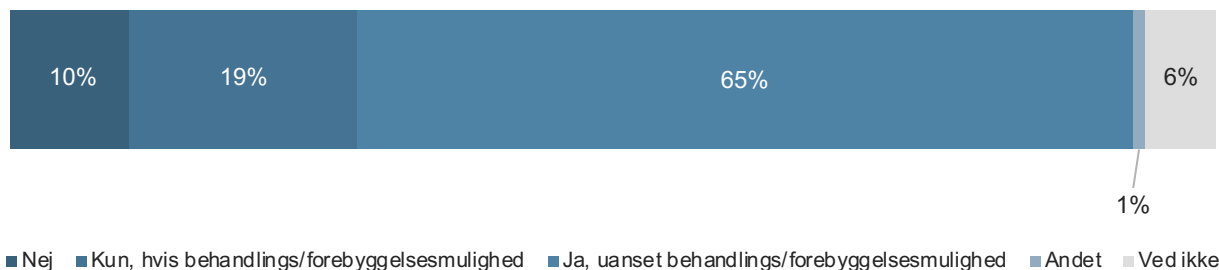 10% 19% 65% 6%
1%
Nej Kun, hvis behandlings/forebyggelsesmulighed Ja, uanset behandlings/forebyggelsesmulighed Andet Ved ikke